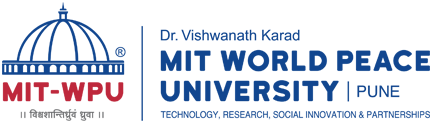 ®
MIT-WPU
॥ विश्वशान्तिर्ध्रुवं ध्रुवा ॥
Dr. Vishwanath Karad
MIT WORLD PEACE
UNIVERSITY | PUNE
TECHNOLOGY, RESEARCH, SOCIAL INNOVATION & PARTNERSHIPS